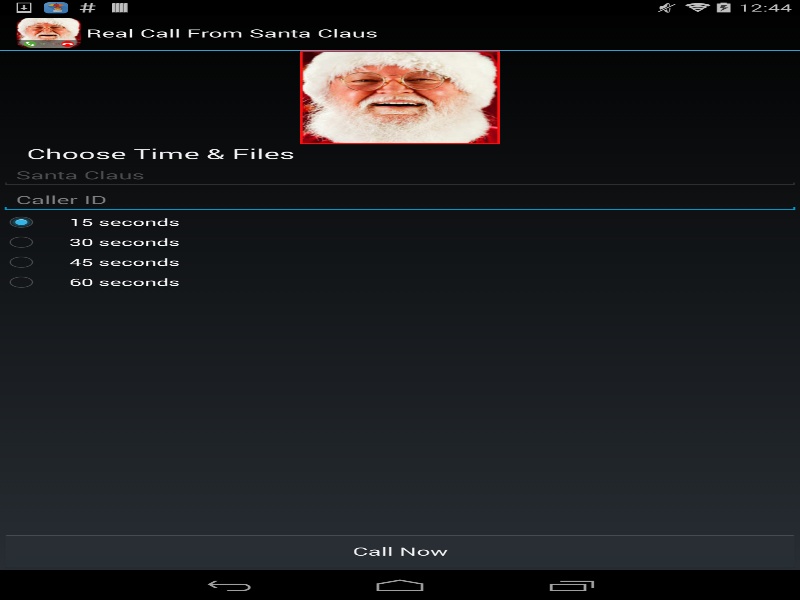 12:44
Real Call From Santa Claus
Choose Time & Files
Santa Claus
Caller ID
15 seconds
30 seconds
45 seconds
60 seconds
Call Now